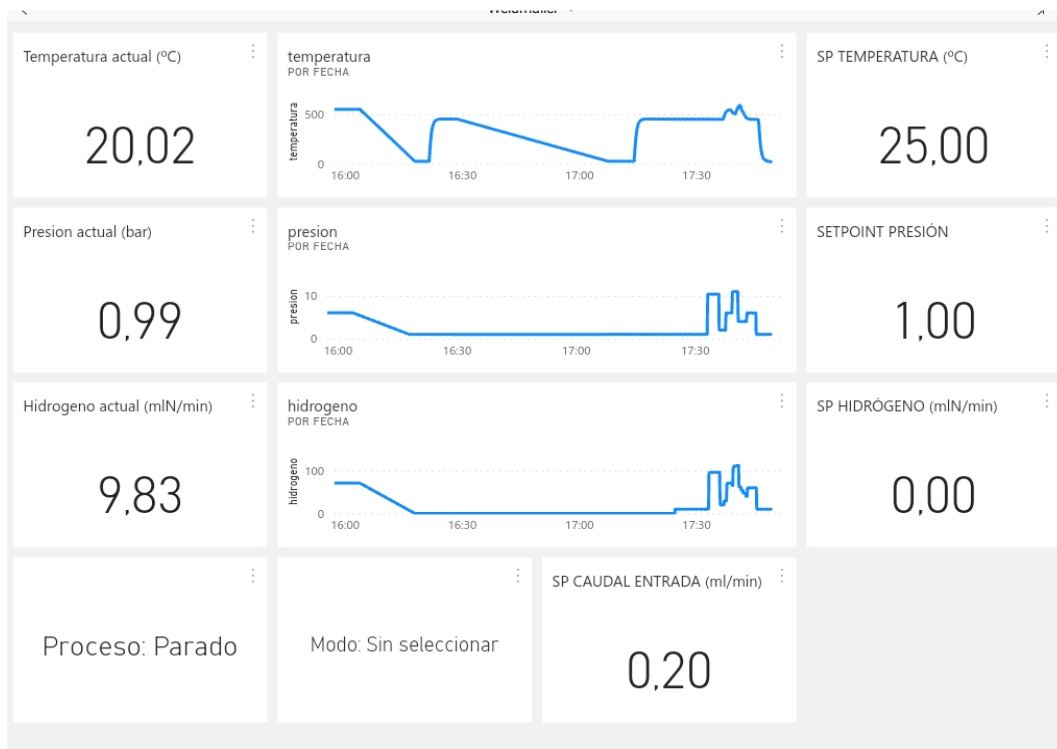 Temperatura actual (ºC)
20,02
temperatura
POR FECHA
temperatura
500
0
16:00 16:30 17:00 17:30
SP TEMPERATURA (ºC)
25,00
Presion actual (bar)
0,99
presion
POR FECHA
presion
10
0
16:00 16:30 17:00 17:30
SETPOINT PRESIÓN
1,00
Hidrogeno actual (mlN/min)
9,83
hidrogeno
POR FECHA
hidrogeno
100
0
16:00 16:30 17:00 17:30
SP HIDRÓGENO (mlN/min)
0,00
Proceso: Parado
Modo: Sin seleccionar
SP CAUDAL ENTRADA (ml/min)
0,20